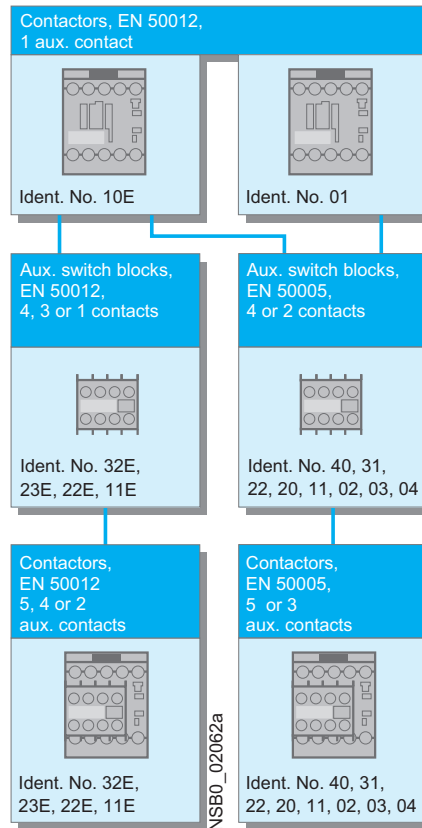 Contactors, EN 50012,
1 aux. contact
Ident. No. 10E
Ident. No. 01
Aux. switch blocks,
EN 50012,
4, 3 or 1 contacts
Aux. switch blocks,
EN 50005,
4 or 2 contacts
Ident. No. 32E,
23E, 22E, 11E
Ident. No. 40, 31,
22, 20, 11, 02, 03, 04
Contactors,
EN 50012
5, 4 or 2
aux. contacts
Contactors,
EN 50005,
5 or 3
aux. contacts
Ident. No. 32E,
23E, 22E, 11E
NSB0_02062a
Ident. No. 40, 31,
22, 20, 11, 02, 03, 04